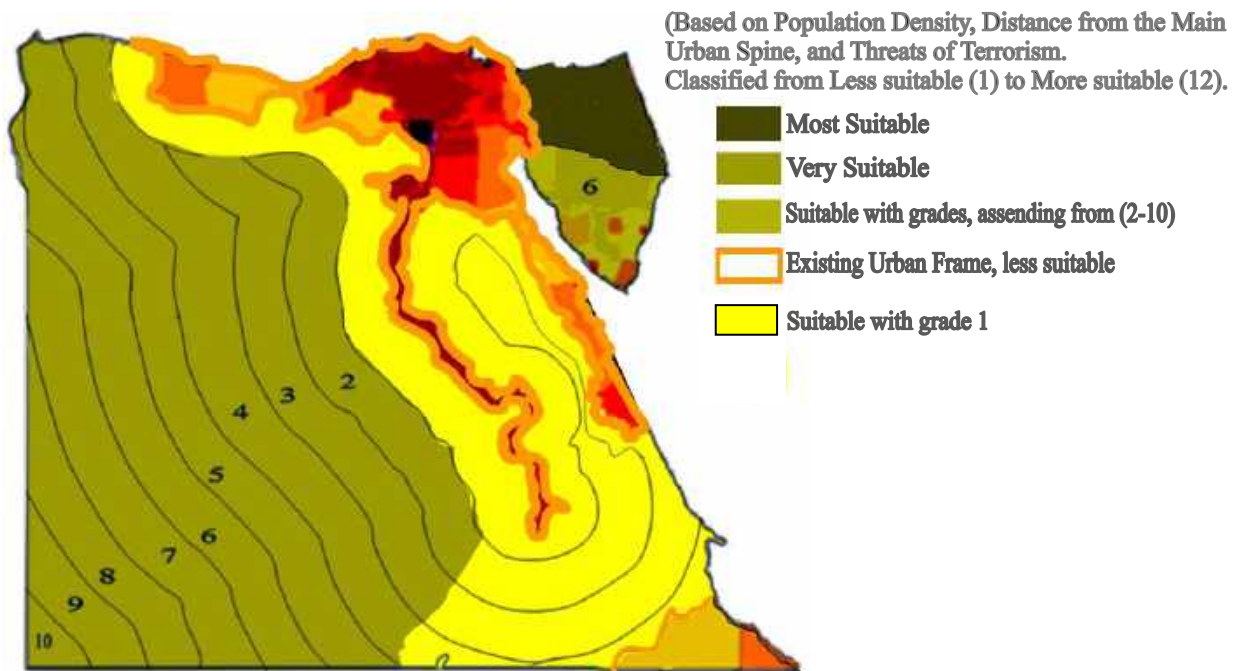 (Based on Population Density, Distance from the Main
Urban Spine, and Threats of Terrorism.
Classified from Less suitable (1) to More suitable (12).
Most Suitable
Very Suitable
Suitable with grades, assending from (2-10)
Existing Urban Frame, less suitable
Suitable with grade 1
6
2
3
4
5
6
7
8
9
10